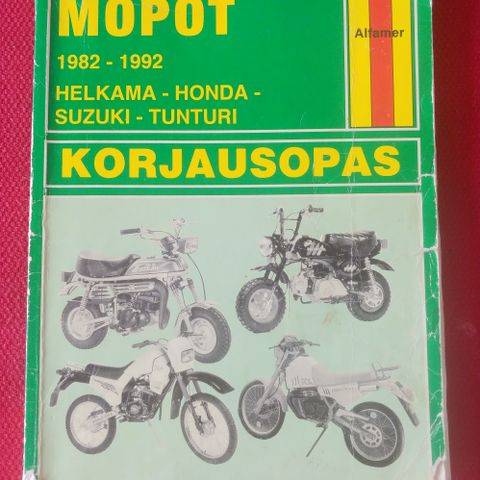 MOPOT
Alfamer
1982 - 1992
HELKAMA - HONDA -
SUZUKI - TUNTURI
KORJAUSOPAS